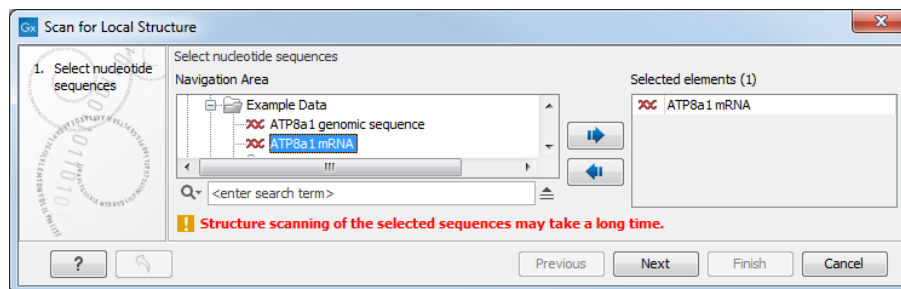 Gx Scan for Local Structure
x
1. Select nucleotide
sequences
Select nucleotide sequences
Navigation Area
Example Data
ATP8a1 genomic sequence
ATP8a1 mRNA
<enter search term>
Selected elements (1)
ATP8a1 mRNA
! Structure scanning of the selected sequences may take a long time.
? Previous Next Finish Cancel